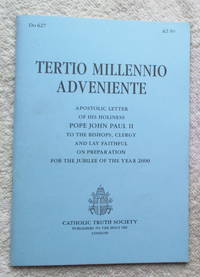 Do 627
TERTIO MILLENNIO
ADVENIENTE
APOSTOLIC LETTER
OF HIS HOLINESS
POPE JOHN PAUL II
TO THE BISHOPS, CLERGY
AND LAY FAITHFUL
ON PREPARATION
FOR THE JUBILEE OF THE YEAR 2000
CATHOLIC TRUTH SOCIETY
PUBLISHERS TO THE HOLY SEE
LONDON